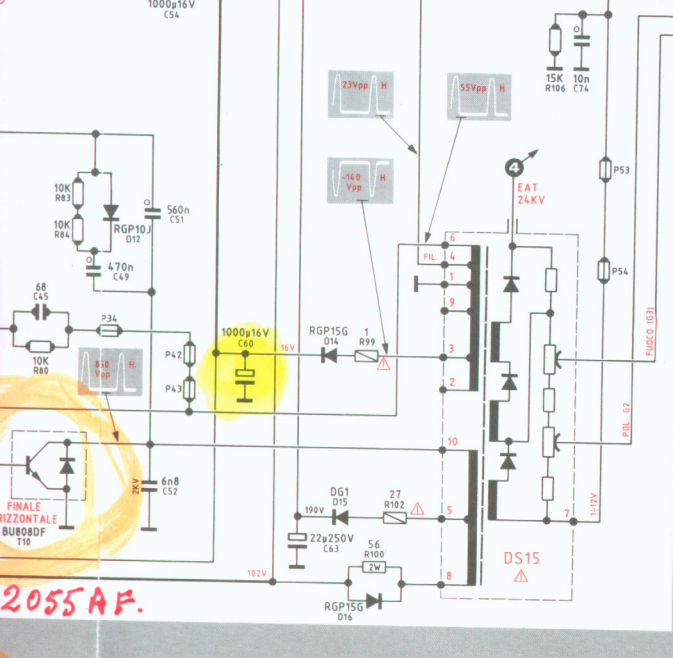 1000µ16V
C54
23Vpp H
55Vpp H
15K
R106
10n
C74
-140
Vpp H
4
EAT
24KV
P53
10K
R83
10K
R84
RGP10J
D12
560n
C51
470n
C49
6
FIL. 4
1
9
3
2
P54
68
C45
P34
10K
R80
P42
P43
1000µ16V
C60
16V
RGP15G
D14
1
R99
FUOCO (G3)
POL. G2
850
Vpp H.
10
6n8
C52
2KV
FINALE
RIZZONTALE
BU808DF
T10
190V
DG1
D15
27
R102
5
22µ250V
C63
56
R100
2W
102V
RGP15G
D16
8
7
1÷12V
DS15
2055AF.